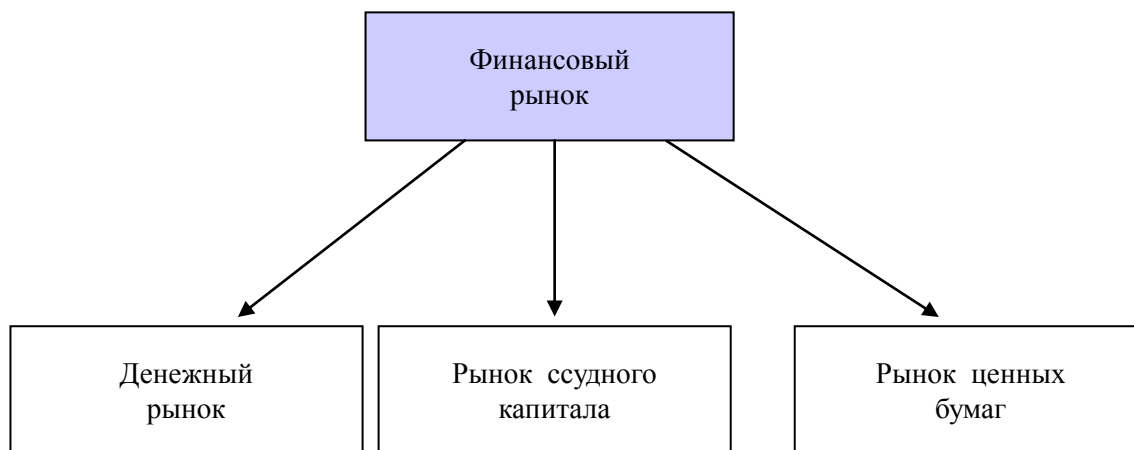 Финансовый
рынок
Денежный
рынок
Рынок ссудного
капитала
Рынок ценных
бумаг